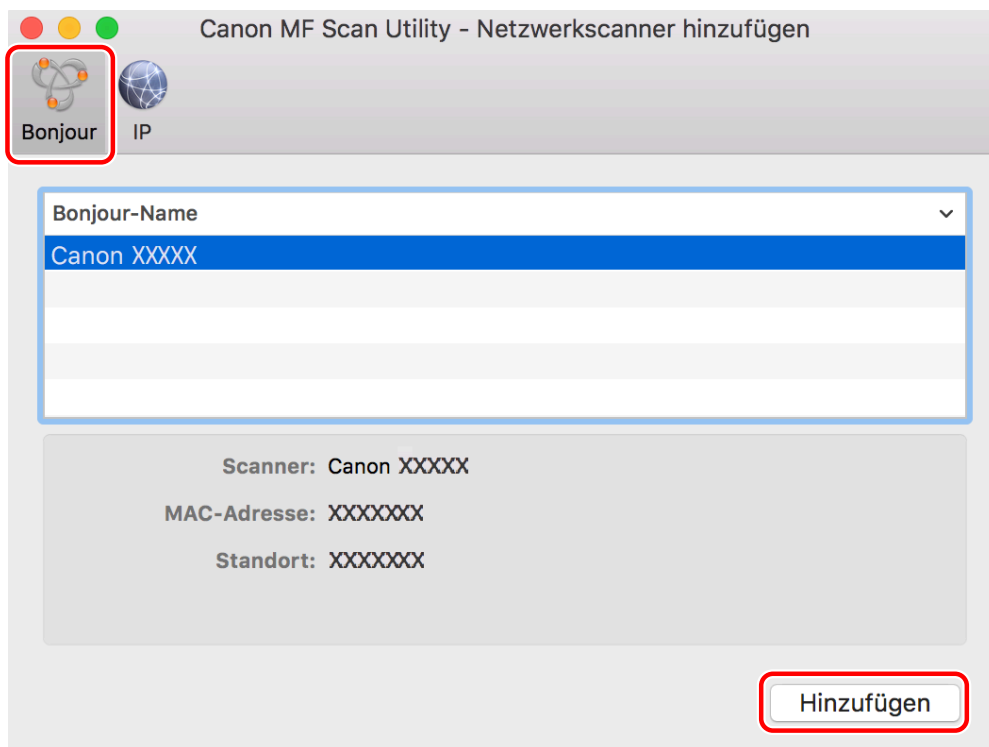 Canon MF Scan Utility - Netzwerkscanner hinzufügen
Bonjour
IP
Bonjour-Name
Canon XXXXX
Scanner: Canon XXXXX
MAC-Adresse: XXXXXXX
Standort: XXXXXXX
Hinzufügen